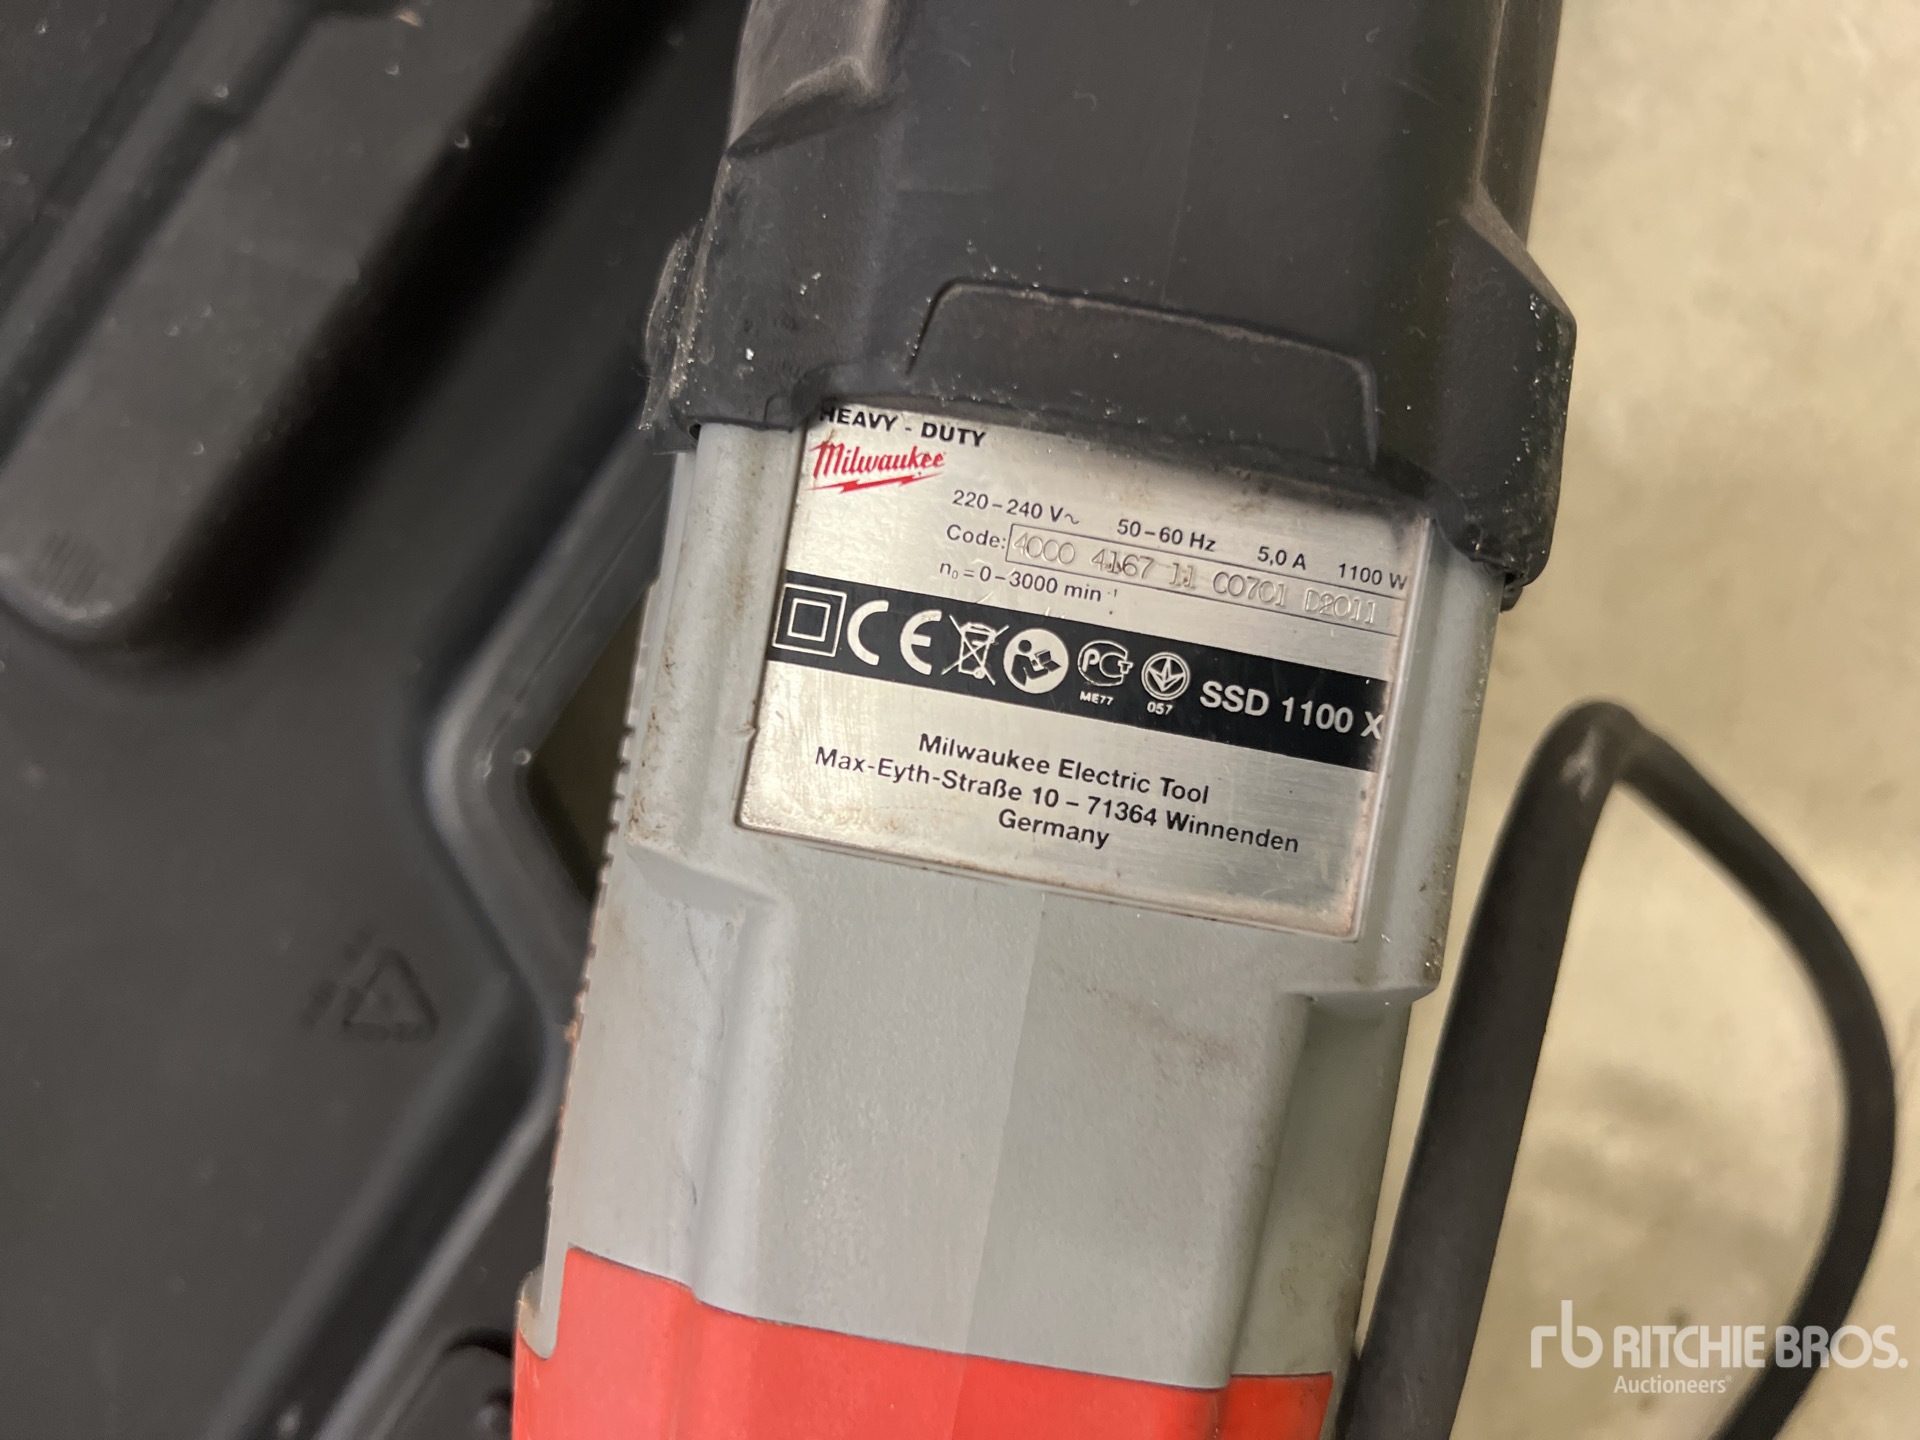 HEAVY - DUTY
Milwaukee
220–240 V~ 50–60 Hz 5,0 A 1100 W
Code: 4000 4167 11 C0701 D2011
n₀ = 0–3000 min⁻¹
CE PCT SSD 1100 X
ME77 057
Milwaukee Electric Tool
Max-Eyth-Straße 10 – 71364 Winnenden
Germany
rb RITCHIE BROS.
Auctioneers